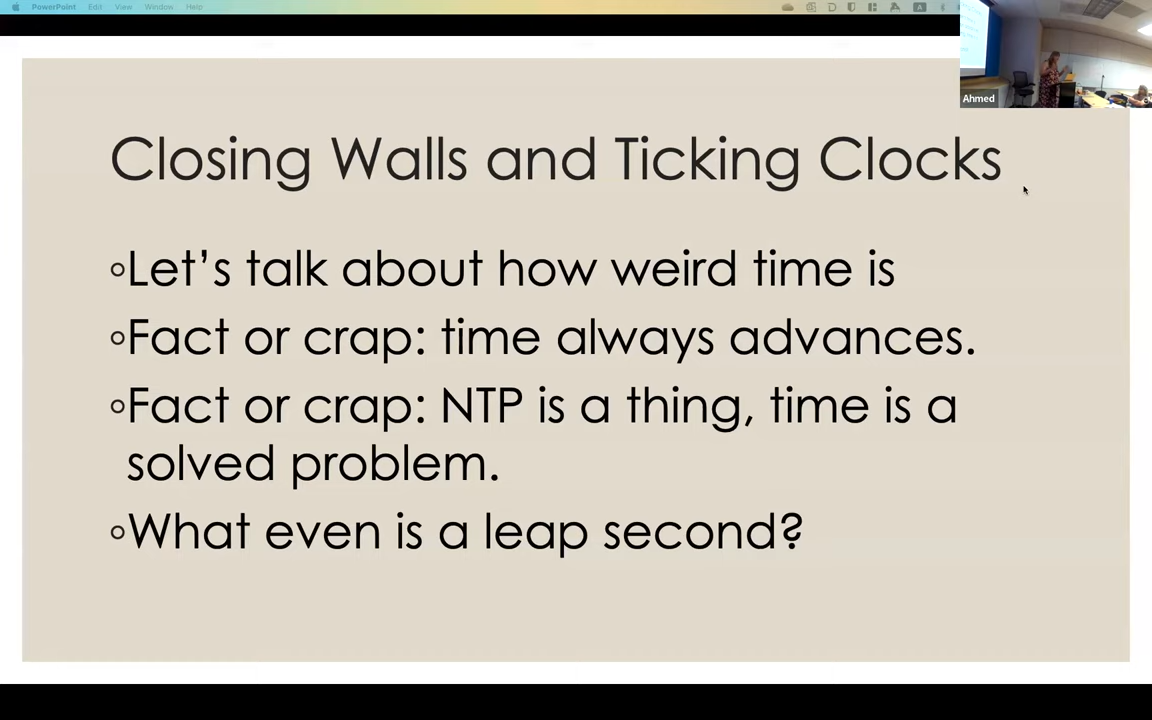 PowerPoint Edit View Window Help
Ahmed
Closing Walls and Ticking Clocks
◦Let’s talk about how weird time is
◦Fact or crap: time always advances.
◦Fact or crap: NTP is a thing, time is a
solved problem.
◦What even is a leap second?